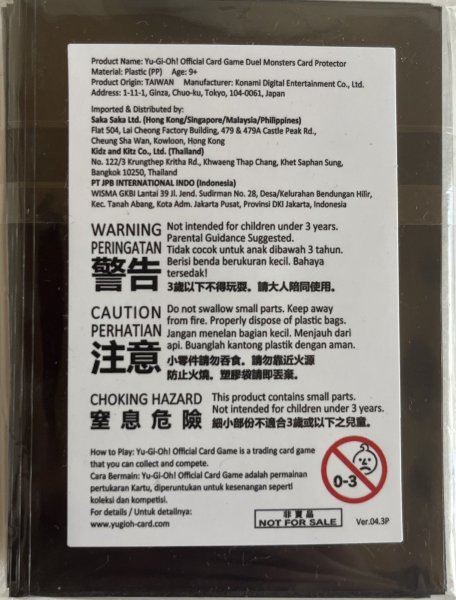 Product Name: Yu-Gi-Oh! Official Card Game Duel Monsters Card Protector
Material: Plastic (PP) Age: 9+
Product Origin: TAIWAN Manufacturer: Konami Digital Entertainment Co., Ltd.
Address: 1-11-1, Ginza, Chuo-ku, Tokyo, 104-0061, Japan
Imported & Distributed by:
Saka Saka Ltd. (Hong Kong/Singapore/Malaysia/Philippines)
Flat 504, Lai Cheong Factory Building, 479 & 479A Castle Peak Rd.,
Cheung Sha Wan, Kowloon, Hong Kong
Kidz and Kitz Co., Ltd. (Thailand)
No. 122/3 Krungthep Kritha Rd., Khwaeng Thap Chang, Khet Saphan Sung,
Bangkok 10250, Thailand
PT JPB INTERNATIONAL INDO (Indonesia)
WISMA GKBI Lantai 39 Jl. Jend. Sudirman No. 28, Desa/Kelurahan Bendungan Hilir,
Kec. Tanah Abang, Kota Adm. Jakarta Pusat, Provinsi DKI Jakarta, Indonesia
WARNING
PERINGATAN
警告
Not intended for children under 3 years.
Parental Guidance Suggested.
Tidak cocok untuk anak dibawah 3 tahun.
Berisi benda berukuran kecil. Bahaya
tersedak!
3歲以下不得玩耍。請大人陪同使用。
CAUTION
PERHATIAN
注意
Do not swallow small parts. Keep away
from fire. Properly dispose of plastic bags.
Jangan menelan bagian kecil. Menjauh dari
api. Buanglah kantong plastik dengan aman.
小零件請勿吞食。請勿靠近火源
防止火燒。塑膠袋請即丟棄。
CHOKING HAZARD
窒息危險
This product contains small parts.
Not intended for children under 3 years.
細小部份不適合3歲或以下之兒童。
How to Play: Yu-Gi-Oh! Official Card Game is a trading card game
that you can collect and compete.
Cara Bermain: Yu-Gi-Oh! Official Card Game adalah permainan
pertukaran Kartu, diperuntukan untuk kesenangan seperti
koleksi dan kompetisi.
For details / Untuk detailnya:
www.yugioh-card.com
0-3
非賣品
NOT FOR SALE
Ver.04.3P